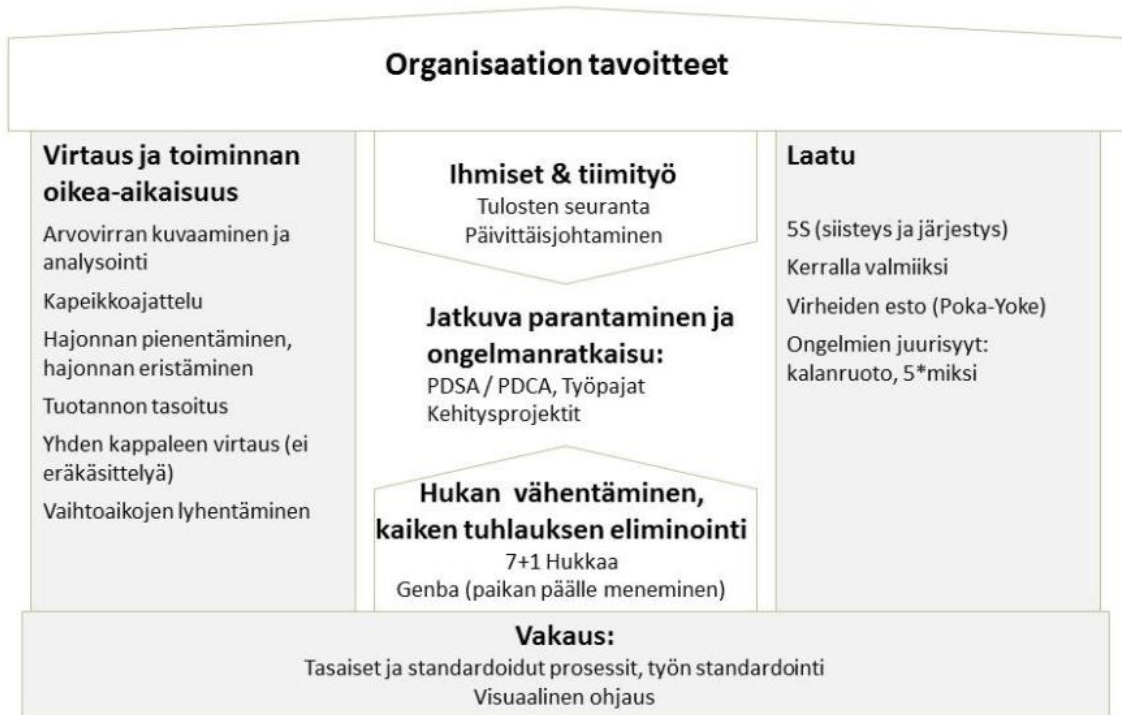 Organisaation tavoitteet
Virtaus ja toiminnan
oikea-aikaisuus
Arvovirran kuvaaminen ja
analysointi
Kapeikkoajattelu
Hajonnan pienentäminen,
hajonnan eristäminen
Tuotannon tasoitus
Yhden kappaleen virtaus (ei
eräkäsittelyä)
Vaihtoaikojen lyhentäminen
Ihmiset & tiimityö
Tulosten seuranta
Päivittäisjohtaminen
Jatkuva parantaminen ja
ongelmanratkaisu:
PDSA / PDCA, Työpajat
Kehitysprojektit
Hukan vähentäminen,
kaiken tuhlauksen eliminointi
7+1 Hukkaa
Genba (paikan päälle meneminen)
Laatu
5S (siisteys ja järjestys)
Kerralla valmiiksi
Virheiden esto (Poka-Yoke)
Ongelmien juurisyyt:
kalanruoto, 5*miksi
Vakaus:
Tasaiset ja standardoidut prosessit, työn standardointi
Visuaalinen ohjaus